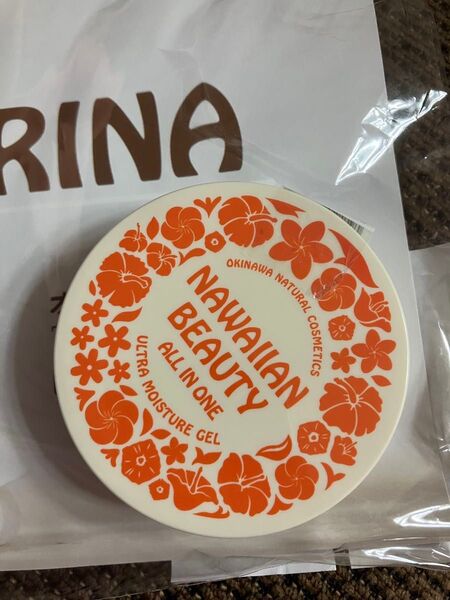 RINA
OKINAWA NATURAL COSMETICS
NAWAIIAN
BEAUTY
ALL IN ONE
ULTRA MOISTURE GEL